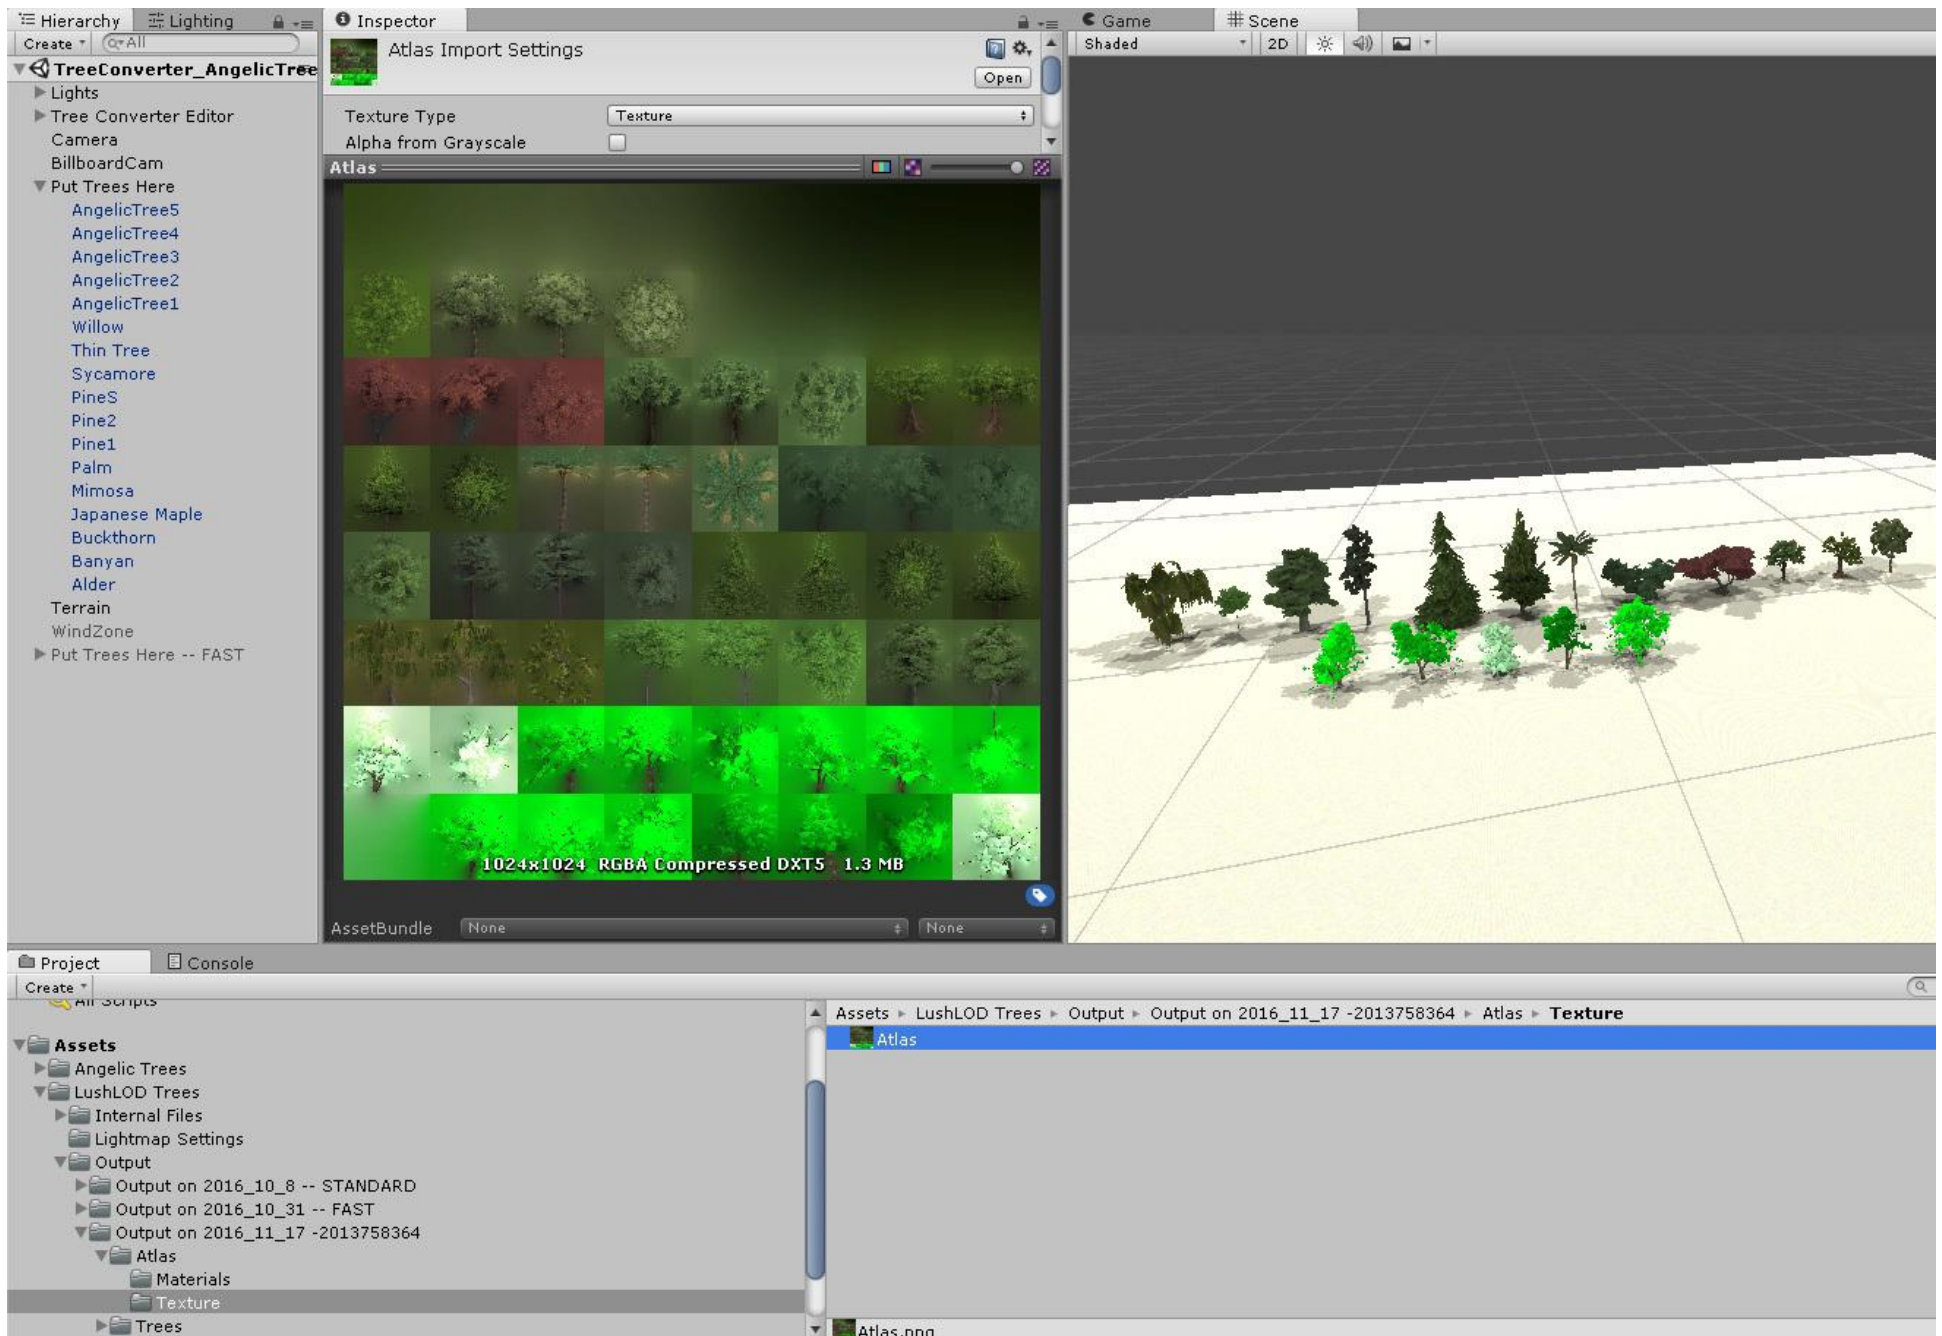 Hierarchy Lighting
Create All
TreeConverter_AngelicTree
Lights
Tree Converter Editor
Camera
BillboardCam
Put Trees Here
AngelicTree5
AngelicTree4
AngelicTree3
AngelicTree2
AngelicTree1
Willow
Thin Tree
Sycamore
PineS
Pine2
Pine1
Palm
Mimosa
Japanese Maple
Buckthorn
Banyan
Alder
Terrain
WindZone
Put Trees Here -- FAST
Inspector
Atlas Import Settings
Open
Texture Type Texture
Alpha from Grayscale
Atlas
1024x1024 RGBA Compressed DXT5 1.3 MB
AssetBundle None None
Game Scene
Shaded 2D
Project Console
Create
All Scripts
Assets
Angelic Trees
LushLOD Trees
Internal Files
Lightmap Settings
Output
Output on 2016_10_8 -- STANDARD
Output on 2016_10_31 -- FAST
Output on 2016_11_17 -2013758364
Atlas
Materials
Texture
Trees
Assets LushLOD Trees Output Output on 2016_11_17 -2013758364 Atlas Texture
Atlas
Atlas.png